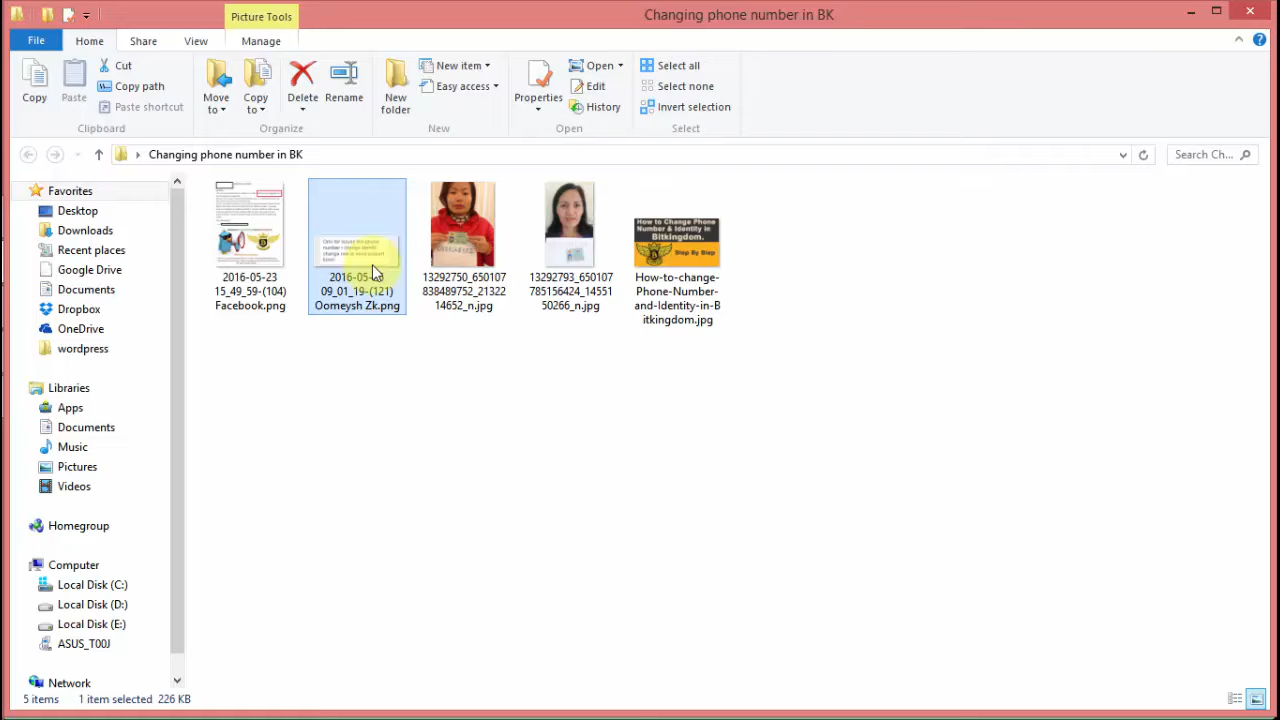 Picture Tools
Changing phone number in BK
File
Home
Share
View
Manage
Copy
Paste
Cut
Copy path
Paste shortcut
Move to
Copy to
Delete
Rename
New folder
New item
Easy access
Properties
Open
Edit
History
Select all
Select none
Invert selection
Clipboard
Organize
New
Open
Select
Changing phone number in BK
Search Ch...
Favorites
Desktop
Downloads
Recent places
Google Drive
Documents
Dropbox
OneDrive
wordpress
Libraries
Apps
Documents
Music
Pictures
Videos
Homegroup
Computer
Local Disk (C:)
Local Disk (D:)
Local Disk (E:)
ASUS_T00J
Network
2016-05-23
15_49_59-(104)
Facebook.png
09_01_19-(121)
Oomeysh Zk.png
13292750_650107
838489752_21322
14652_n.jpg
13292793_650107
785156424_14551
50266_n.jpg
How to Change Phone
Number & Identity in
Bitkingdom.
Step By Step
How-to-change-
Phone-Number-
and-Identity-in-B
itkingdom.jpg
5 items
1 item selected 226 KB